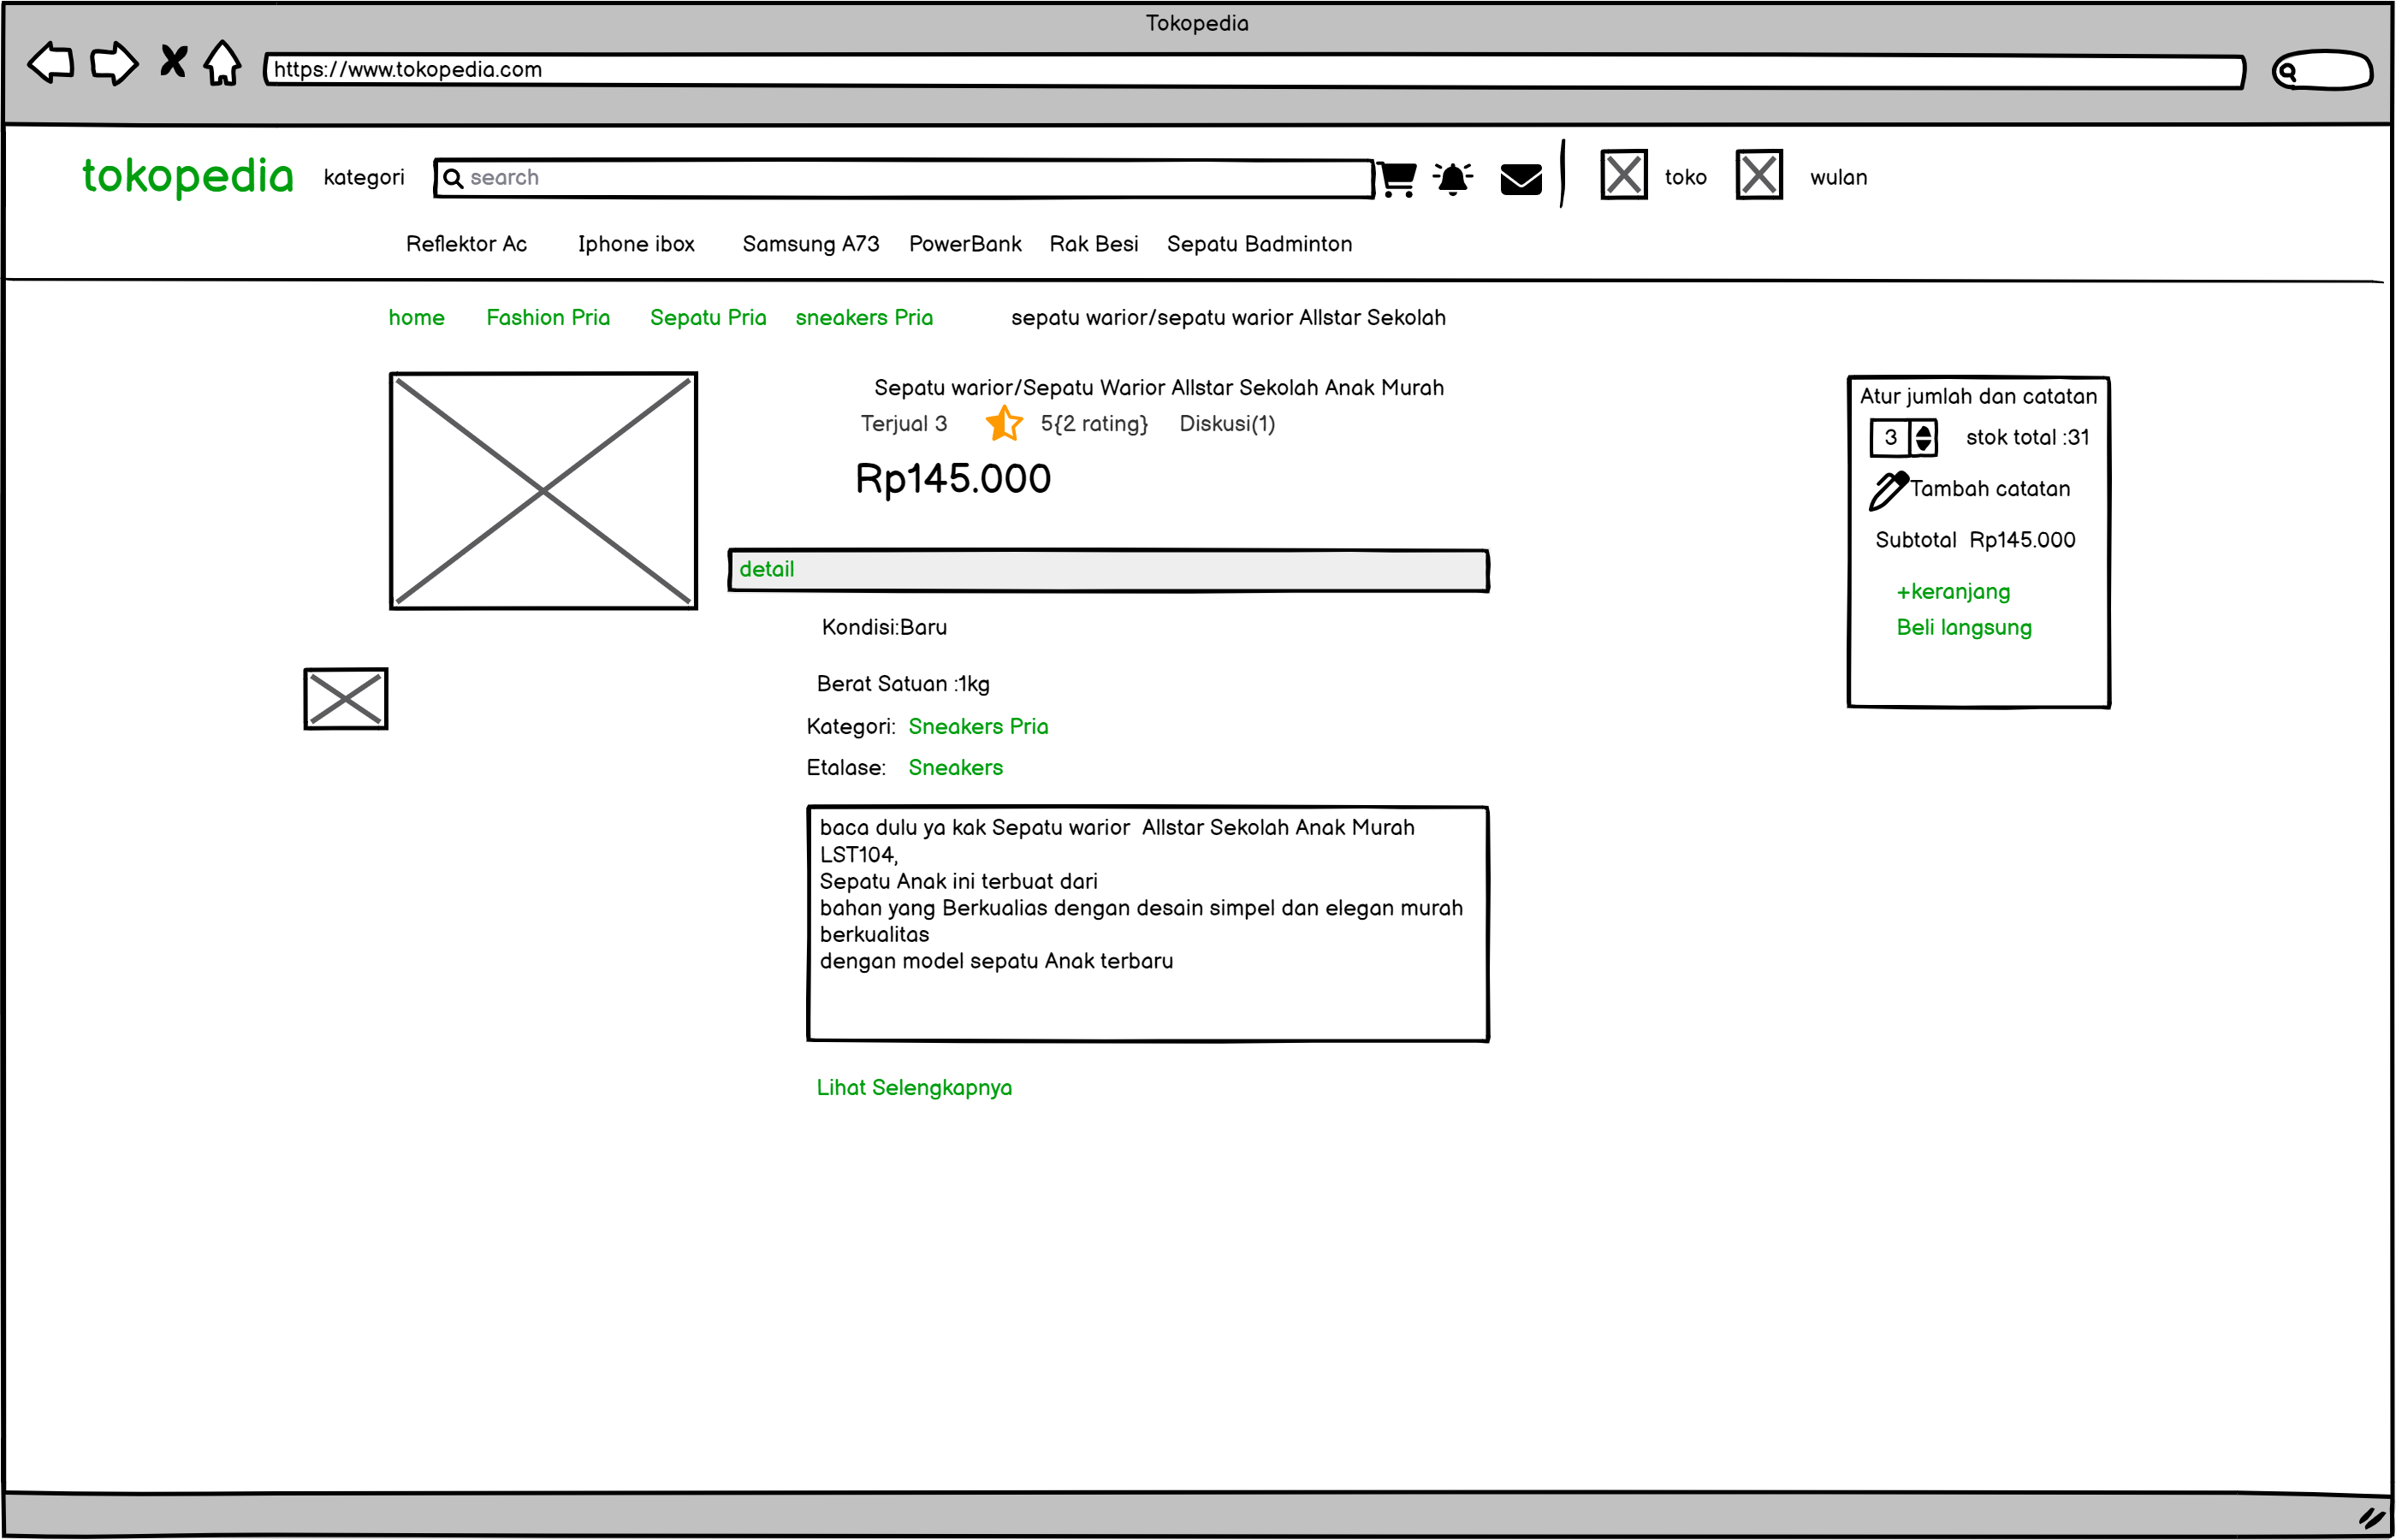 Tokopedia
https://www.tokopedia.com
tokopedia kategori search toko wulan
Reflektor Ac Iphone ibox Samsung A73 PowerBank Rak Besi Sepatu Badminton
home Fashion Pria Sepatu Pria sneakers Pria sepatu warior/sepatu warior Allstar Sekolah
Sepatu warior/Sepatu Warior Allstar Sekolah Anak Murah
Terjual 3 5{2 rating} Diskusi(1)
Rp145.000
detail
Kondisi:Baru
Berat Satuan :1kg
Kategori: Sneakers Pria
Etalase: Sneakers
baca dulu ya kak Sepatu warior Allstar Sekolah Anak Murah
LST104,
Sepatu Anak ini terbuat dari
bahan yang Berkualias dengan desain simpel dan elegan murah
berkualitas
dengan model sepatu Anak terbaru
Lihat Selengkapnya
Atur jumlah dan catatan
3 stok total :31
Tambah catatan
Subtotal Rp145.000
+keranjang
Beli langsung